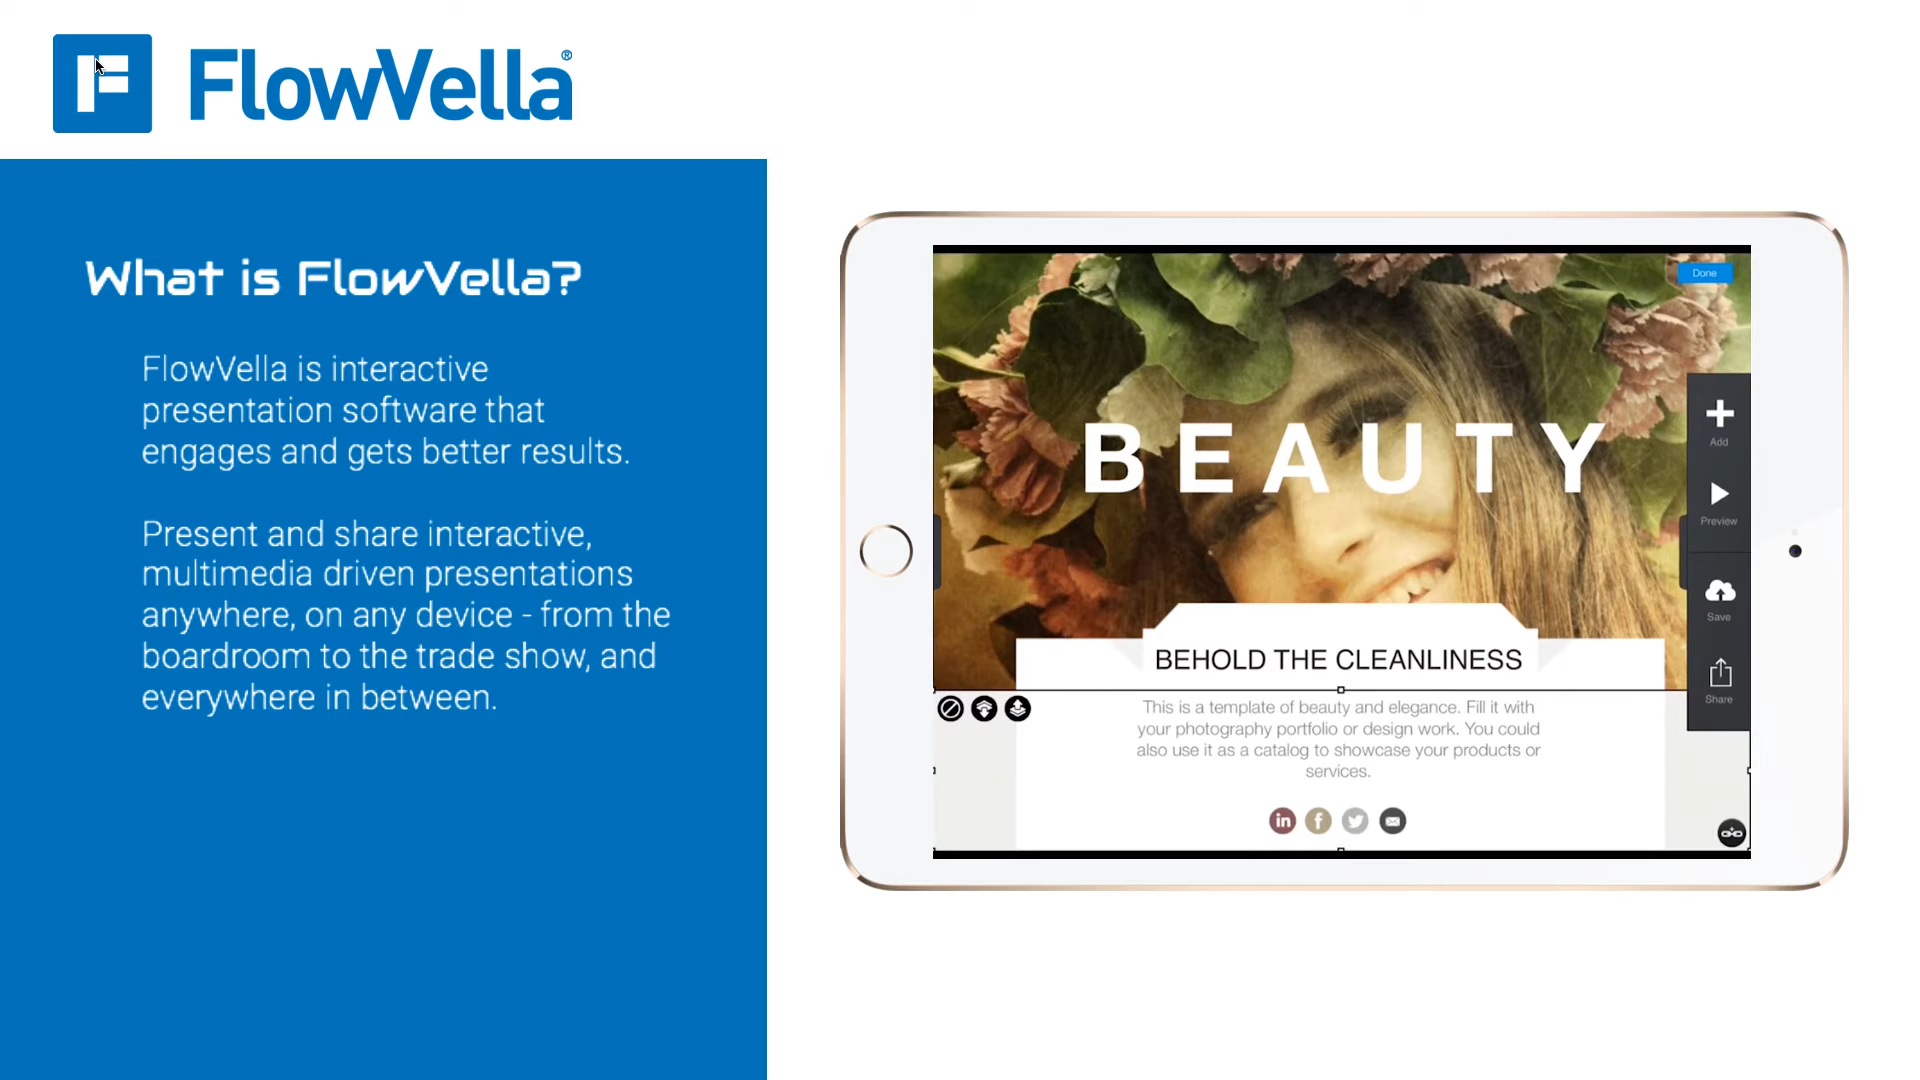 FlowVella®
What is FlowVella?
FlowVella is interactive
presentation software that
engages and gets better results.
Present and share interactive,
multimedia driven presentations
anywhere, on any device - from the
boardroom to the trade show, and
everywhere in between.
Done
BEAUTY
Add
Preview
Save
Share
BEHOLD THE CLEANLINESS
This is a template of beauty and elegance. Fill it with
your photography portfolio or design work. You could
also use it as a catalog to showcase your products or
services.
in f